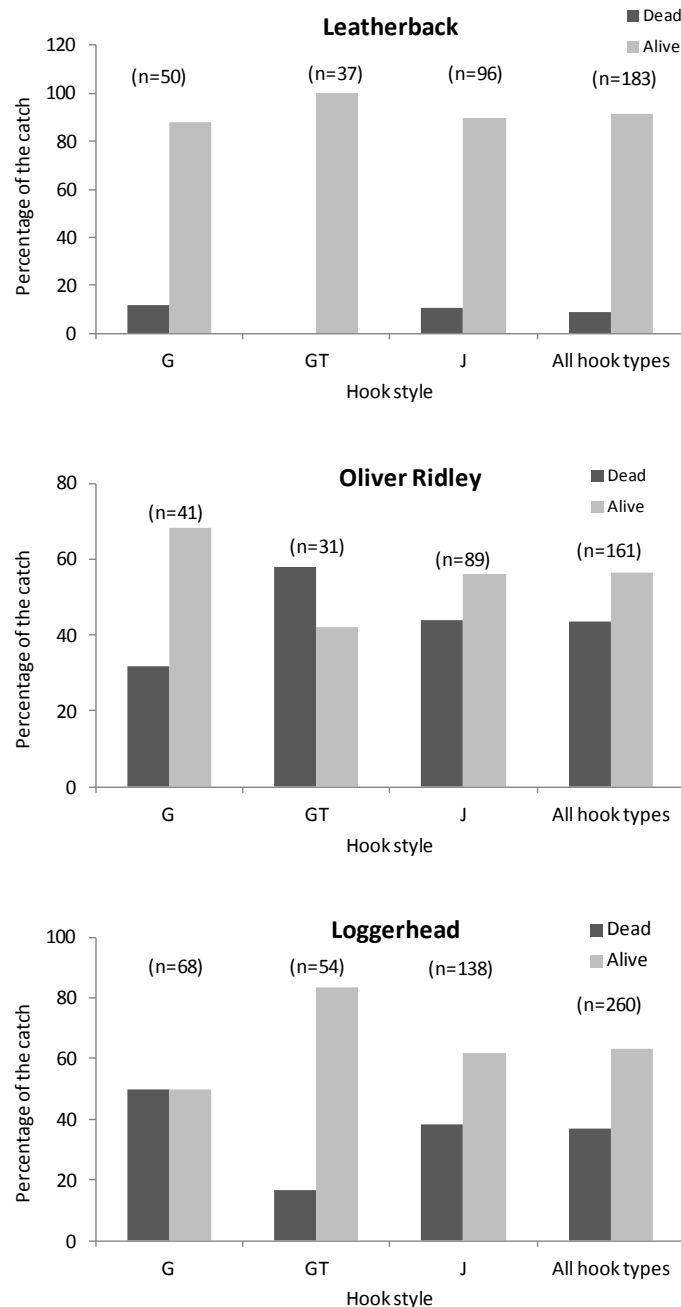 Leatherback
Dead
Alive
Percentage of the catch
120
100
80
60
40
20
0
(n=50)
(n=37)
(n=96)
(n=183)
G
GT
J
All hook types
Hook style
Oliver Ridley
Dead
Alive
Percentage of the catch
80
60
40
20
0
(n=41)
(n=31)
(n=89)
(n=161)
G
GT
J
All hook types
Hook style
Loggerhead
Dead
Alive
Percentage of the catch
100
80
60
40
20
0
(n=68)
(n=54)
(n=138)
(n=260)
G
GT
J
All hook types
Hook style